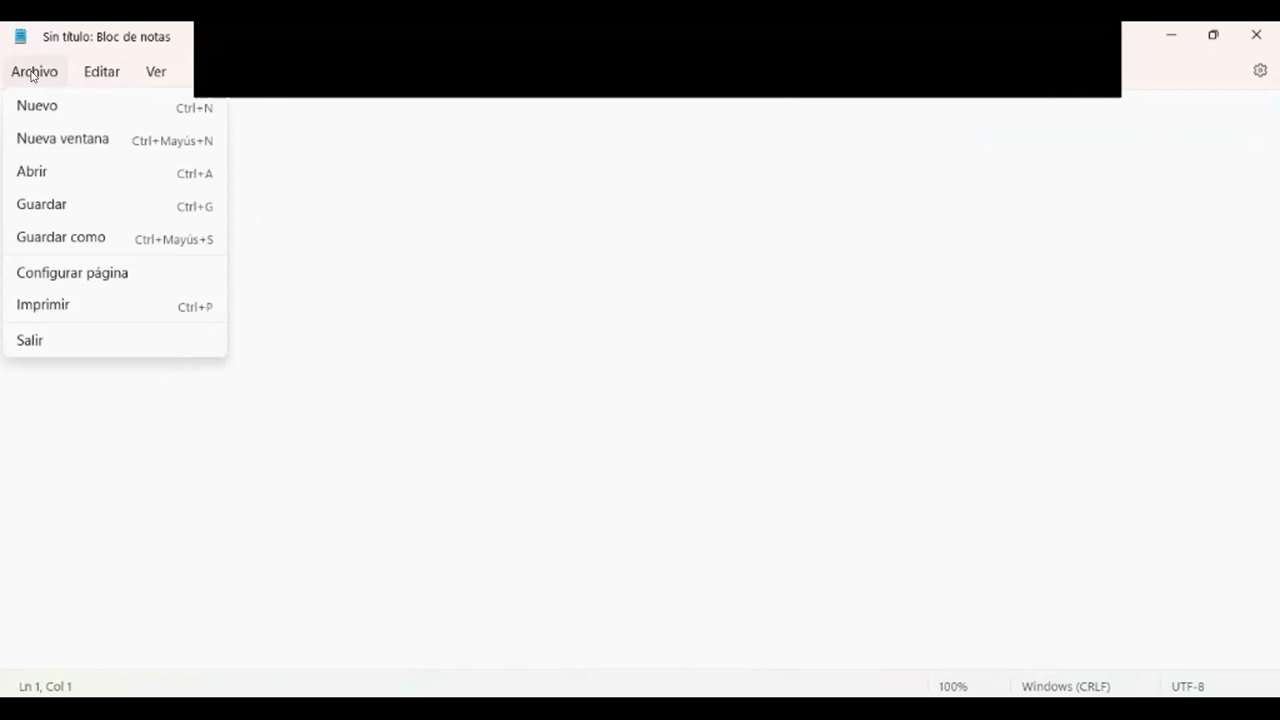 Sin título: Bloc de notas
Archivo Editar Ver
Nuevo Ctrl+N
Nueva ventana Ctrl+Mayús+N
Abrir Ctrl+A
Guardar Ctrl+G
Guardar como Ctrl+Mayús+S
Configurar página
Imprimir Ctrl+P
Salir
Ln 1, Col 1 100% Windows (CRLF) UTF-8